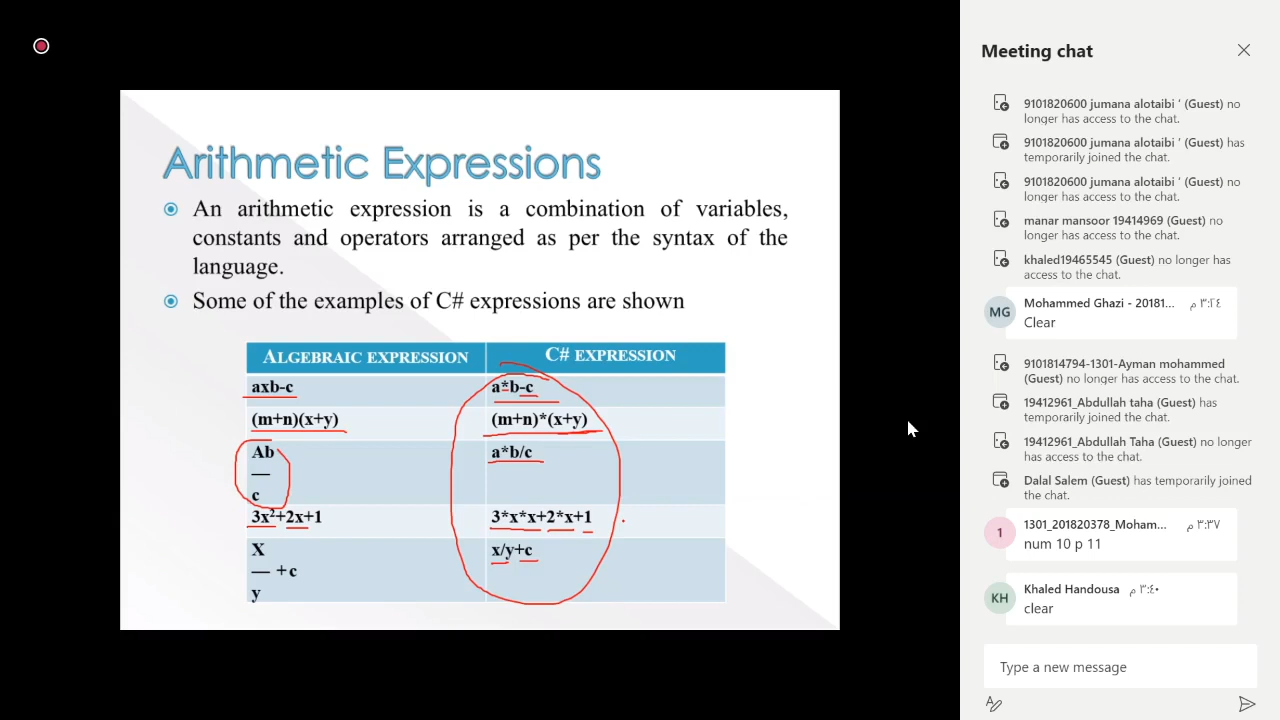 Arithmetic Expressions
An arithmetic expression is a combination of variables,
constants and operators arranged as per the syntax of the
language.
Some of the examples of C# expressions are shown
ALGEBRAIC EXPRESSION C# EXPRESSION
axb-c a*b-c
(m+n)(x+y) (m+n)*(x+y)
Ab a*b/c
—
c
3x²+2x+1 3*x*x+2*x+1
X x/y+c
— +c
y
Meeting chat
9101820600 jumana alotaibi ' (Guest) no
longer has access to the chat.
9101820600 jumana alotaibi ' (Guest) has
temporarily joined the chat.
9101820600 jumana alotaibi ' (Guest) no
longer has access to the chat.
manar mansoor 19414969 (Guest) no
longer has access to the chat.
khaled19465545 (Guest) no longer has
access to the chat.
MG
Mohammed Ghazi - 20181... ٣:٢٤ م
Clear
9101814794-1301-Ayman mohammed
(Guest) no longer has access to the chat.
19412961_Abdullah taha (Guest) has
temporarily joined the chat.
19412961_Abdullah Taha (Guest) no longer
has access to the chat.
Dalal Salem (Guest) has temporarily joined
the chat.
1
1301_201820378_Moham... ٣:٣٧ م
num 10 p 11
KH
Khaled Handousa ٣:٤٠ م
clear
Type a new message